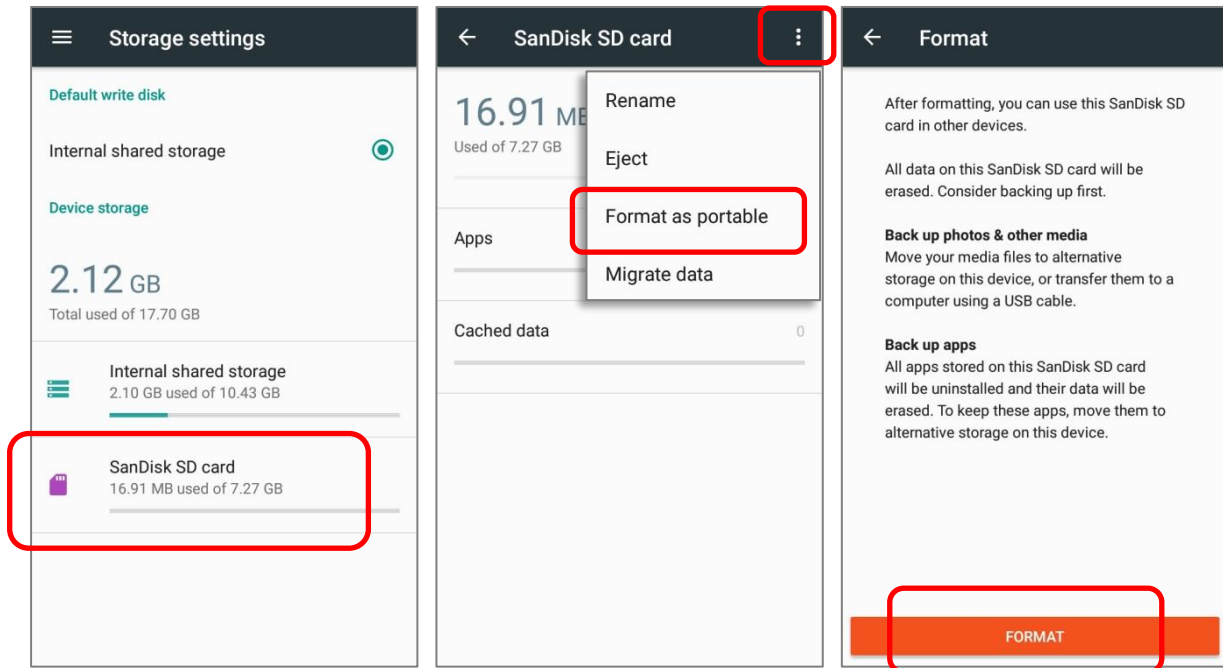 Storage settings
Default write disk
Internal shared storage
Device storage
2.12 GB
Total used of 17.70 GB
Internal shared storage
2.10 GB used of 10.43 GB
SanDisk SD card
16.91 MB used of 7.27 GB
SanDisk SD card
16.91 MB
Used of 7.27 GB
Apps
Cached data
0
Rename
Eject
Format as portable
Migrate data
Format
After formatting, you can use this SanDisk SD
card in other devices.
All data on this SanDisk SD card will be
erased. Consider backing up first.
Back up photos & other media
Move your media files to alternative
storage on this device, or transfer them to a
computer using a USB cable.
Back up apps
All apps stored on this SanDisk SD card
will be uninstalled and their data will be
erased. To keep these apps, move them to
alternative storage on this device.
FORMAT